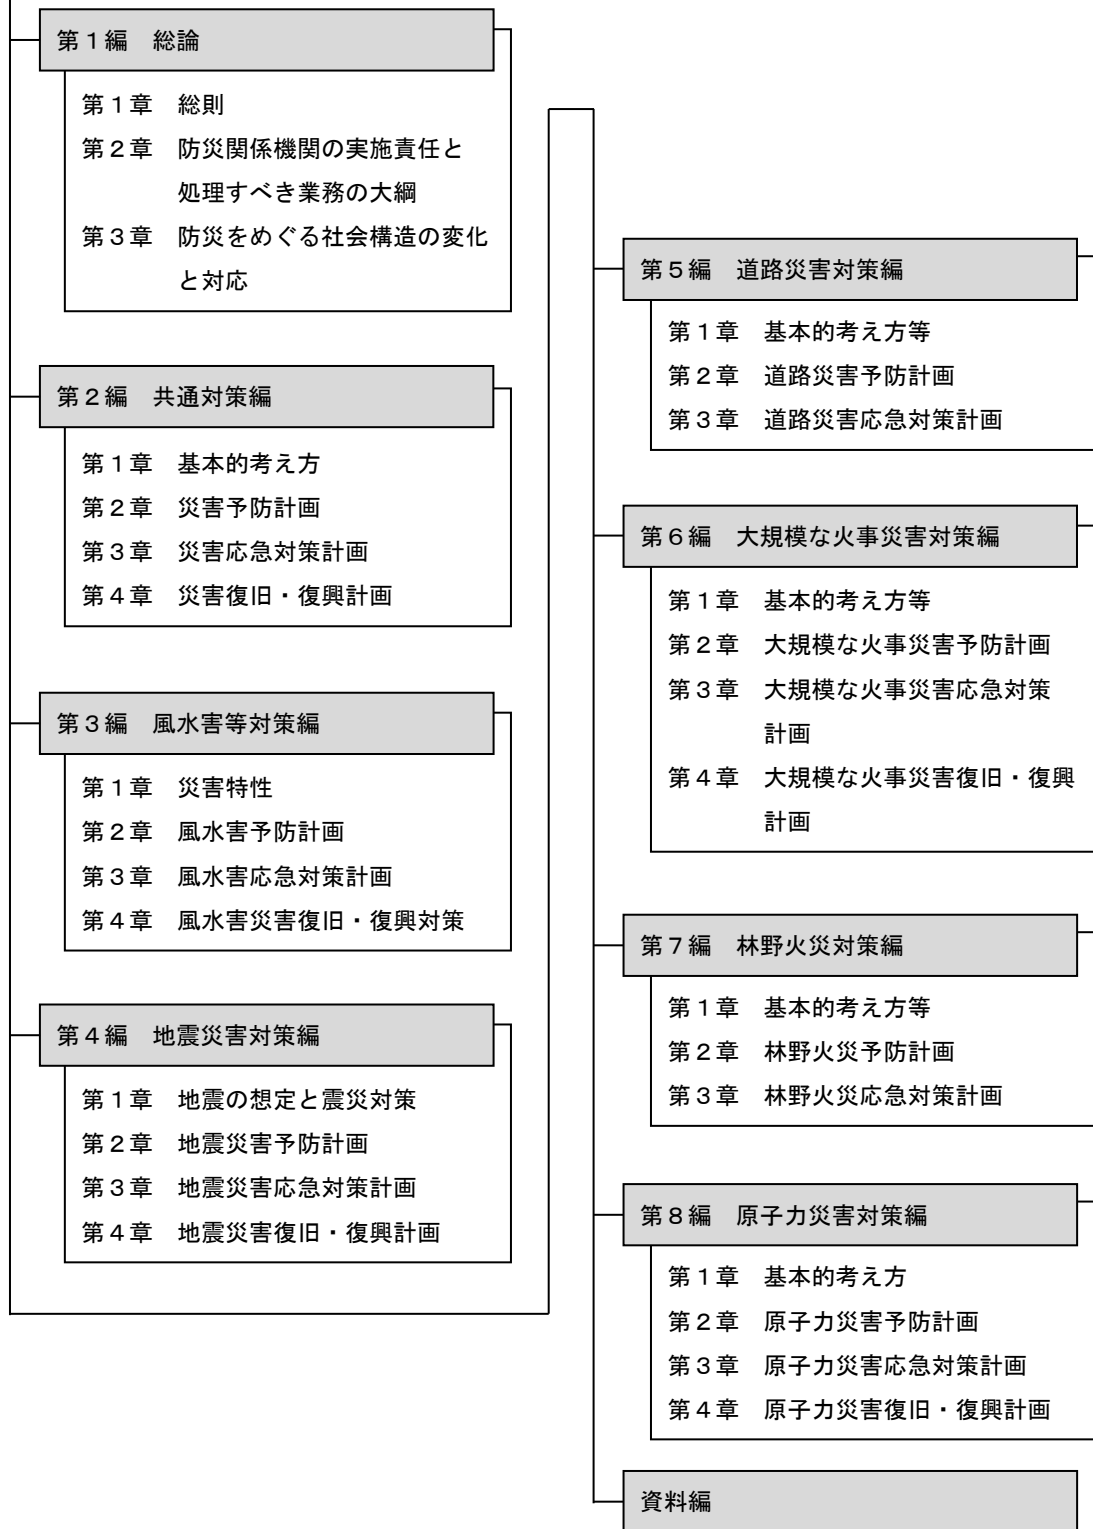 第１編　総論
第１章　総則
第２章　防災関係機関の実施責任と
処理すべき業務の大綱
第３章　防災をめぐる社会構造の変化
と対応
第２編　共通対策編
第１章　基本的考え方
第２章　災害予防計画
第３章　災害応急対策計画
第４章　災害復旧・復興計画
第３編　風水害等対策編
第１章　災害特性
第２章　風水害予防計画
第３章　風水害応急対策計画
第４章　風水害災害復旧・復興対策
第４編　地震災害対策編
第１章　地震の想定と震災対策
第２章　地震災害予防計画
第３章　地震災害応急対策計画
第４章　地震災害復旧・復興計画
第５編　道路災害対策編
第１章　基本的考え方等
第２章　道路災害予防計画
第３章　道路災害応急対策計画
第６編　大規模な火事災害対策編
第１章　基本的考え方等
第２章　大規模な火事災害予防計画
第３章　大規模な火事災害応急対策
計画
第４章　大規模な火事災害復旧・復興
計画
第７編　林野火災対策編
第１章　基本的考え方等
第２章　林野火災予防計画
第３章　林野火災応急対策計画
第８編　原子力災害対策編
第１章　基本的考え方
第２章　原子力災害予防計画
第３章　原子力災害応急対策計画
第４章　原子力災害復旧・復興計画
資料編